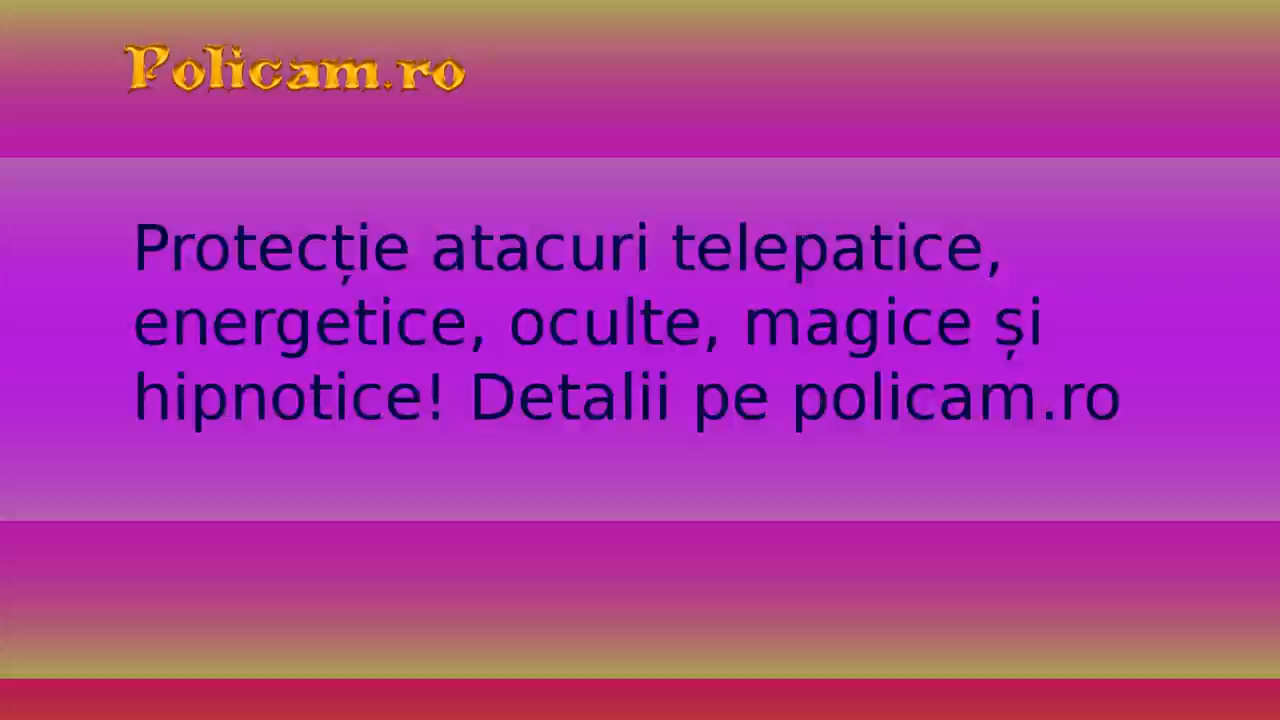 Policam.ro
Protecție atacuri telepatice,
energetice, oculte, magice și
hipnotice! Detalii pe policam.ro